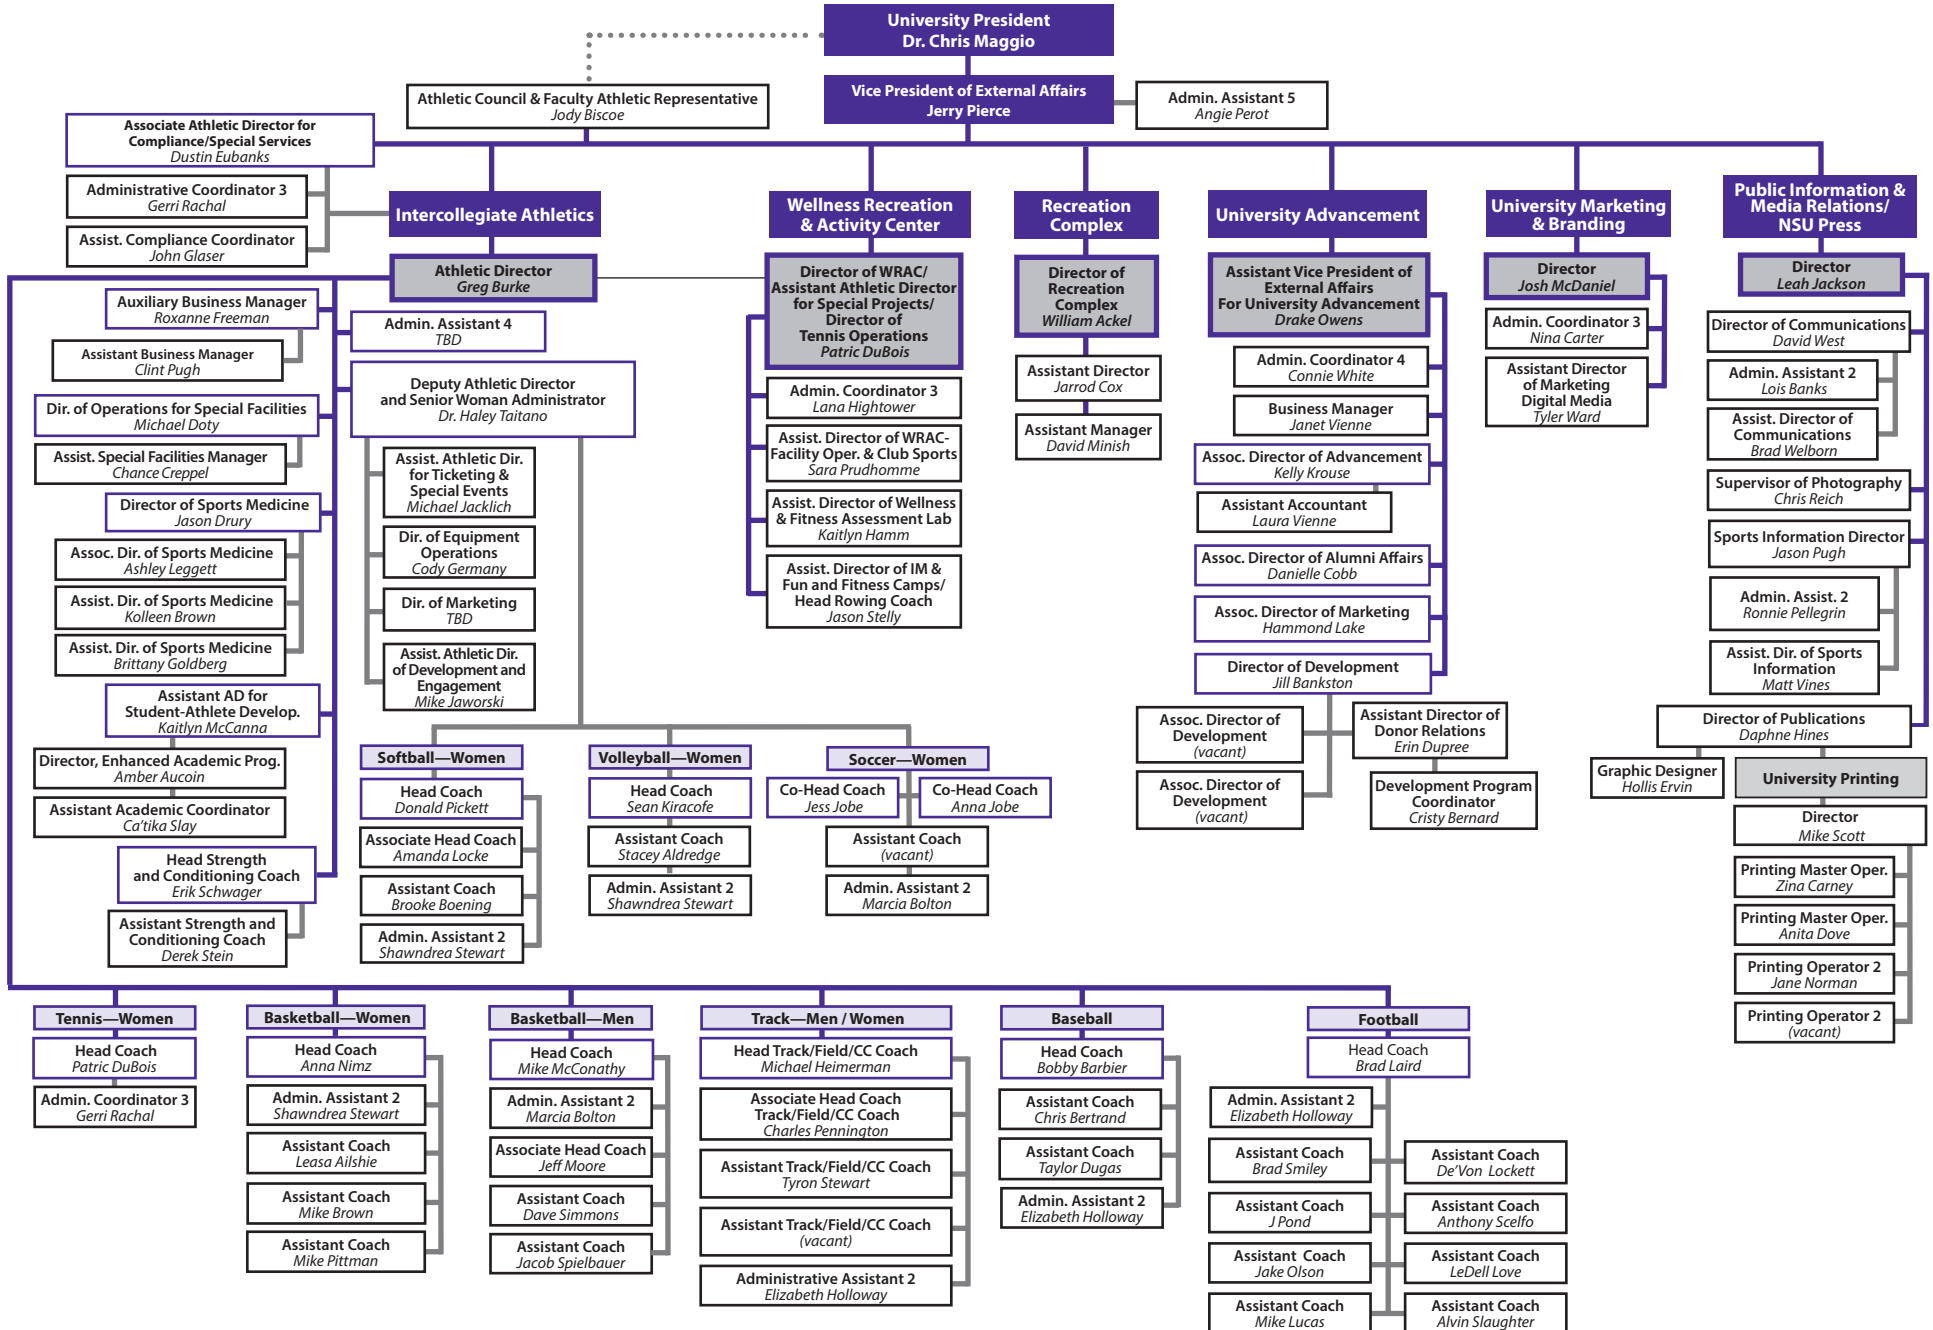 University President
Dr. Chris Maggio
Vice President of External Affairs
Jerry Pierce
Admin. Assistant 5
Angie Perot
Athletic Council & Faculty Athletic Representative
Jody Biscoe
Associate Athletic Director for
Compliance/Special Services
Dustin Eubanks
Administrative Coordinator 3
Gerri Rachal
Assist. Compliance Coordinator
John Glaser
Intercollegiate Athletics
Athletic Director
Greg Burke
Auxiliary Business Manager
Roxanne Freeman
Assistant Business Manager
Clint Pugh
Dir. of Operations for Special Facilities
Michael Doty
Assist. Special Facilities Manager
Chance Creppel
Director of Sports Medicine
Jason Drury
Assoc. Dir. of Sports Medicine
Ashley Leggett
Assist. Dir. of Sports Medicine
Kolleen Brown
Assist. Dir. of Sports Medicine
Brittany Goldberg
Assistant AD for
Student-Athlete Develop.
Kaitlyn McCanna
Director, Enhanced Academic Prog.
Amber Aucoin
Assistant Academic Coordinator
Ca'tika Slay
Head Strength
and Conditioning Coach
Erik Schwager
Assistant Strength and
Conditioning Coach
Derek Stein
Admin. Assistant 4
TBD
Deputy Athletic Director
and Senior Woman Administrator
Dr. Haley Taitano
Assist. Athletic Dir.
for Ticketing &
Special Events
Michael Jacklich
Dir. of Equipment
Operations
Cody Germany
Dir. of Marketing
TBD
Assist. Athletic Dir.
of Development and
Engagement
Mike Jaworski
Softball—Women
Head Coach
Donald Pickett
Associate Head Coach
Amanda Locke
Assistant Coach
Brooke Boening
Admin. Assistant 2
Shawndrea Stewart
Volleyball—Women
Head Coach
Sean Kiracofe
Assistant Coach
Stacey Aldredge
Admin. Assistant 2
Shawndrea Stewart
Soccer—Women
Co-Head Coach
Jess Jobe
Co-Head Coach
Anna Jobe
Assistant Coach
(vacant)
Admin. Assistant 2
Marcia Bolton
Wellness Recreation
& Activity Center
Director of WRAC/
Assistant Athletic Director
for Special Projects/
Director of
Tennis Operations
Patric DuBois
Admin. Coordinator 3
Lana Hightower
Assist. Director of WRAC-
Facility Oper. & Club Sports
Sara Prudhomme
Assist. Director of Wellness
& Fitness Assessment Lab
Kaitlyn Hamm
Assist. Director of IM &
Fun and Fitness Camps/
Head Rowing Coach
Jason Stelly
Recreation
Complex
Director of
Recreation
Complex
William Ackel
Assistant Director
Jarrod Cox
Assistant Manager
David Minish
University Advancement
Assistant Vice President of
External Affairs
For University Advancement
Drake Owens
Admin. Coordinator 4
Connie White
Business Manager
Janet Vienne
Assoc. Director of Advancement
Kelly Krouse
Assistant Accountant
Laura Vienne
Assoc. Director of Alumni Affairs
Danielle Cobb
Assoc. Director of Marketing
Hammond Lake
Director of Development
Jill Bankston
Assoc. Director of
Development
(vacant)
Assistant Director of
Donor Relations
Erin Dupree
Assoc. Director of
Development
(vacant)
Development Program
Coordinator
Cristy Bernard
University Marketing
& Branding
Director
Josh McDaniel
Admin. Coordinator 3
Nina Carter
Assistant Director
of Marketing
Digital Media
Tyler Ward
Public Information &
Media Relations/
NSU Press
Director
Leah Jackson
Director of Communications
David West
Admin. Assistant 2
Lois Banks
Assist. Director of
Communications
Brad Welborn
Supervisor of Photography
Chris Reich
Sports Information Director
Jason Pugh
Admin. Assist. 2
Ronnie Pellegrin
Assist. Dir. of Sports
Information
Matt Vines
Director of Publications
Daphne Hines
Graphic Designer
Hollis Ervin
University Printing
Director
Mike Scott
Printing Master Oper.
Zina Carney
Printing Master Oper.
Anita Dove
Printing Operator 2
Jane Norman
Printing Operator 2
(vacant)
Tennis—Women
Head Coach
Patric DuBois
Admin. Coordinator 3
Gerri Rachal
Basketball—Women
Head Coach
Anna Nimz
Admin. Assistant 2
Shawndrea Stewart
Assistant Coach
Leasa Ailshie
Assistant Coach
Mike Brown
Assistant Coach
Mike Pittman
Basketball—Men
Head Coach
Mike McConathy
Admin. Assistant 2
Marcia Bolton
Associate Head Coach
Jeff Moore
Assistant Coach
Dave Simmons
Assistant Coach
Jacob Spielbauer
Track—Men / Women
Head Track/Field/CC Coach
Michael Heimerman
Associate Head Coach
Track/Field/CC Coach
Charles Pennington
Assistant Track/Field/CC Coach
Tyron Stewart
Assistant Track/Field/CC Coach
(vacant)
Administrative Assistant 2
Elizabeth Holloway
Baseball
Head Coach
Bobby Barbier
Assistant Coach
Chris Bertrand
Assistant Coach
Taylor Dugas
Admin. Assistant 2
Elizabeth Holloway
Football
Head Coach
Brad Laird
Admin. Assistant 2
Elizabeth Holloway
Assistant Coach
Brad Smiley
Assistant Coach
De'Von Lockett
Assistant Coach
J Pond
Assistant Coach
Anthony Scelfo
Assistant Coach
Jake Olson
Assistant Coach
LeDell Love
Assistant Coach
Mike Lucas
Assistant Coach
Alvin Slaughter